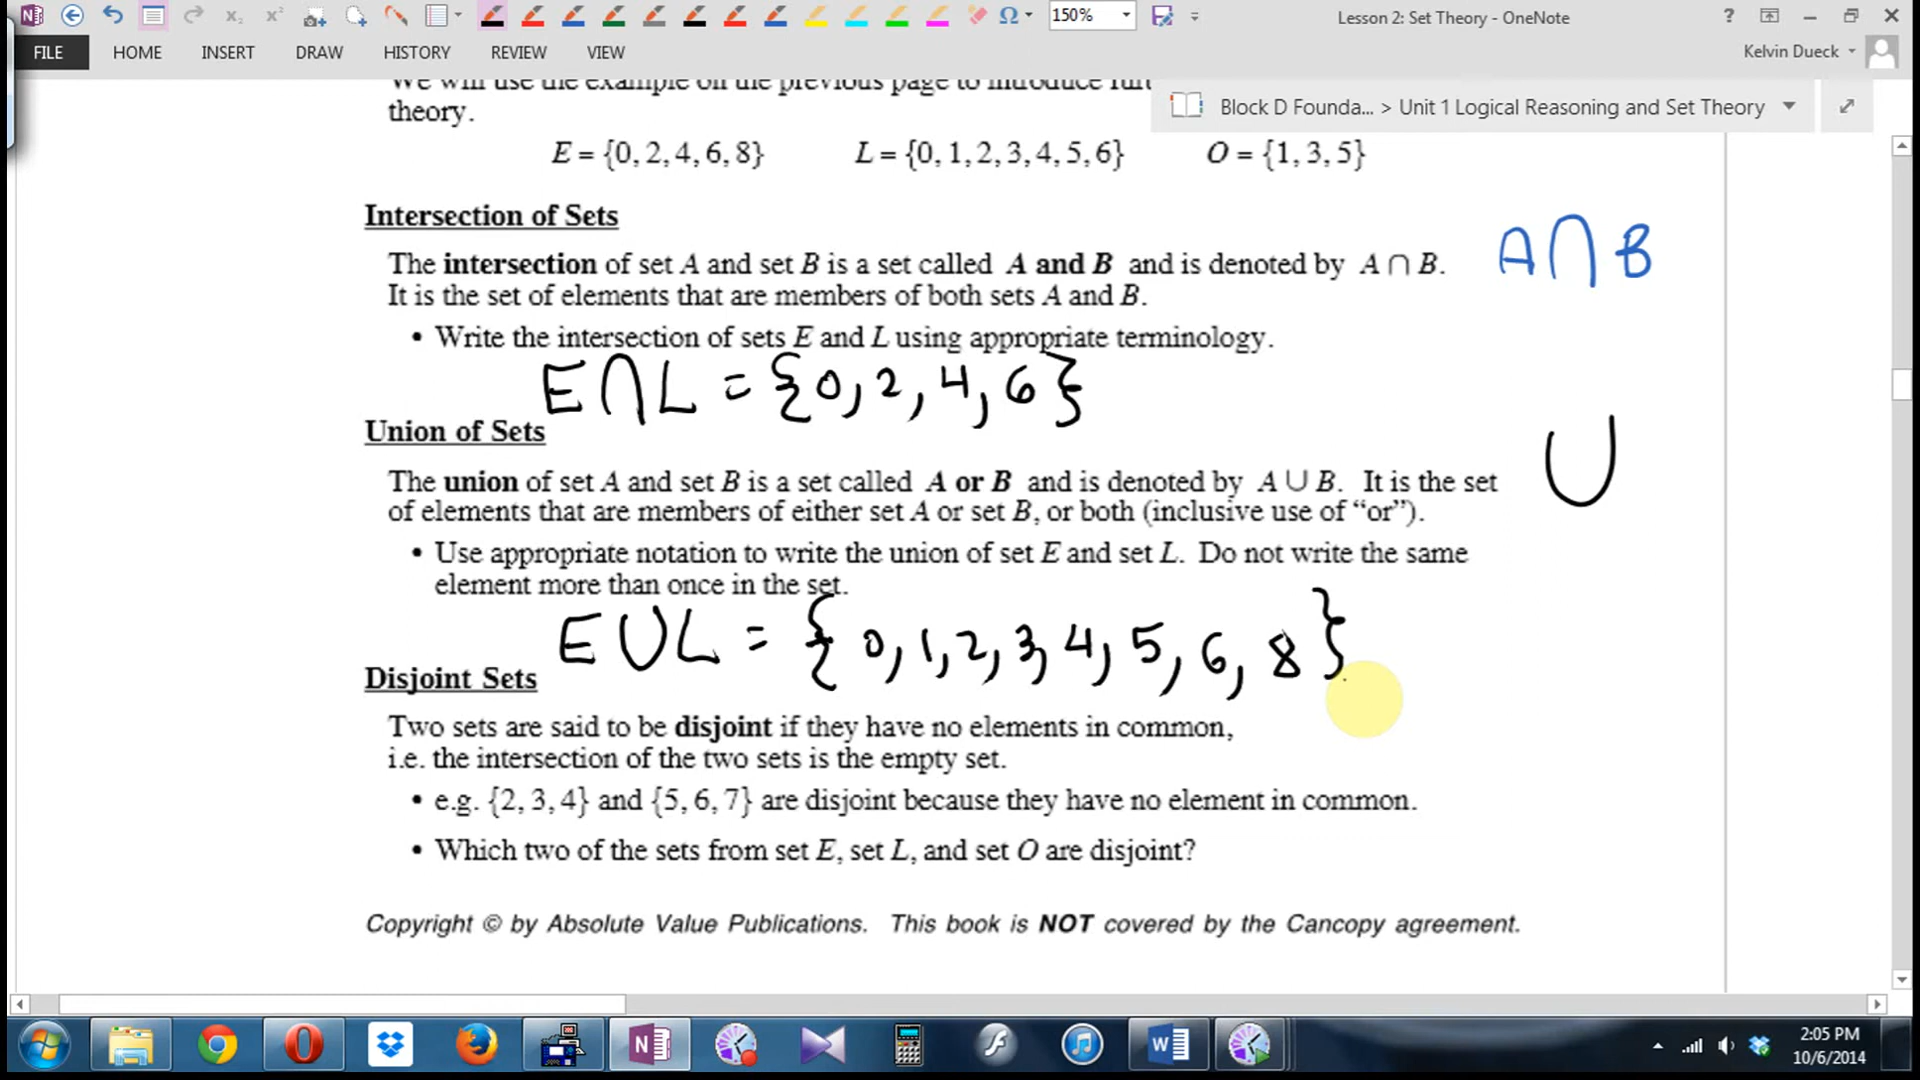 150%
Lesson 2: Set Theory - OneNote
FILE HOME INSERT DRAW HISTORY REVIEW VIEW
Kelvin Dueck
We will use the example on the previous page to introduce
Block D Founda... > Unit 1 Logical Reasoning and Set Theory
theory.
E = {0, 2, 4, 6, 8} L = {0, 1, 2, 3, 4, 5, 6} O = {1, 3, 5}
Intersection of Sets
The intersection of set A and set B is a set called A and B and is denoted by A ∩ B.
A ∩ B
It is the set of elements that are members of both sets A and B.
• Write the intersection of sets E and L using appropriate terminology.
E ∩ L = {0, 2, 4, 6}
Union of Sets
The union of set A and set B is a set called A or B and is denoted by A ∪ B. It is the set
∪
of elements that are members of either set A or set B, or both (inclusive use of “or”).
• Use appropriate notation to write the union of set E and set L. Do not write the same
element more than once in the set.
E ∪ L = {0, 1, 2, 3, 4, 5, 6, 8}
Disjoint Sets
Two sets are said to be disjoint if they have no elements in common,
i.e. the intersection of the two sets is the empty set.
• e.g. {2, 3, 4} and {5, 6, 7} are disjoint because they have no element in common.
• Which two of the sets from set E, set L, and set O are disjoint?
Copyright © by Absolute Value Publications. This book is NOT covered by the Cancopy agreement.
2:05 PM
10/6/2014